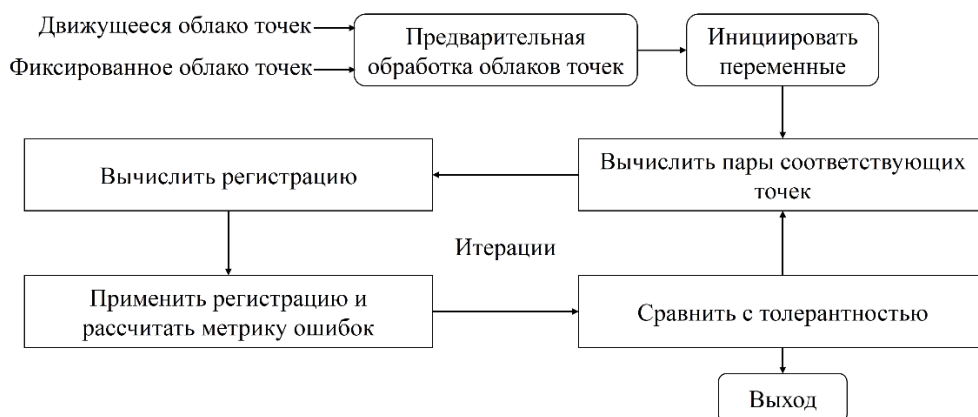 Движущееся облако точек
Фиксированное облако точек
Предварительная
обработка облаков точек
Инициировать
переменные
Вычислить регистрацию
Вычислить пары соответствующих
точек
Итерации
Применить регистрацию и
рассчитать метрику ошибок
Сравнить с толерантностью
Выход